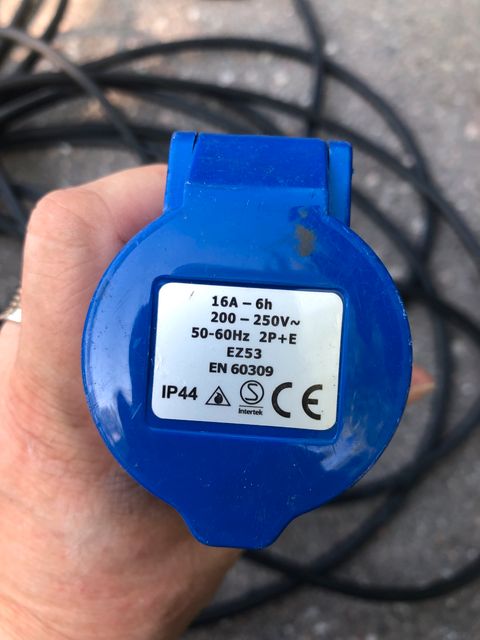 16A – 6h
200 – 250V~
50-60Hz 2P+E
EZ53
EN 60309
IP44 S Intertek CE